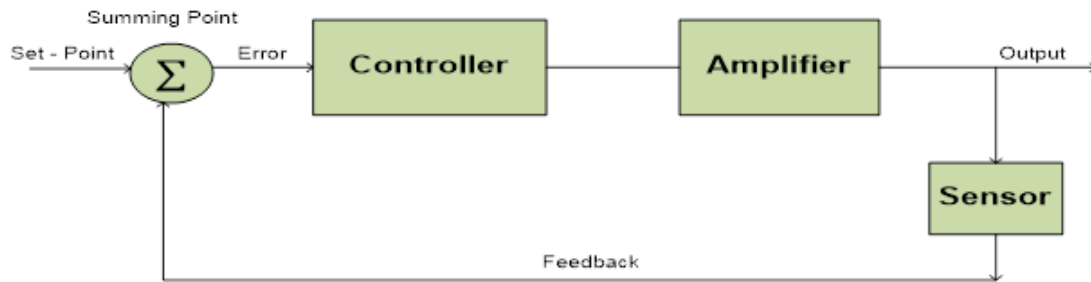 Summing Point
Set - Point
Error
Controller
Amplifier
Output
Σ
Sensor
Feedback